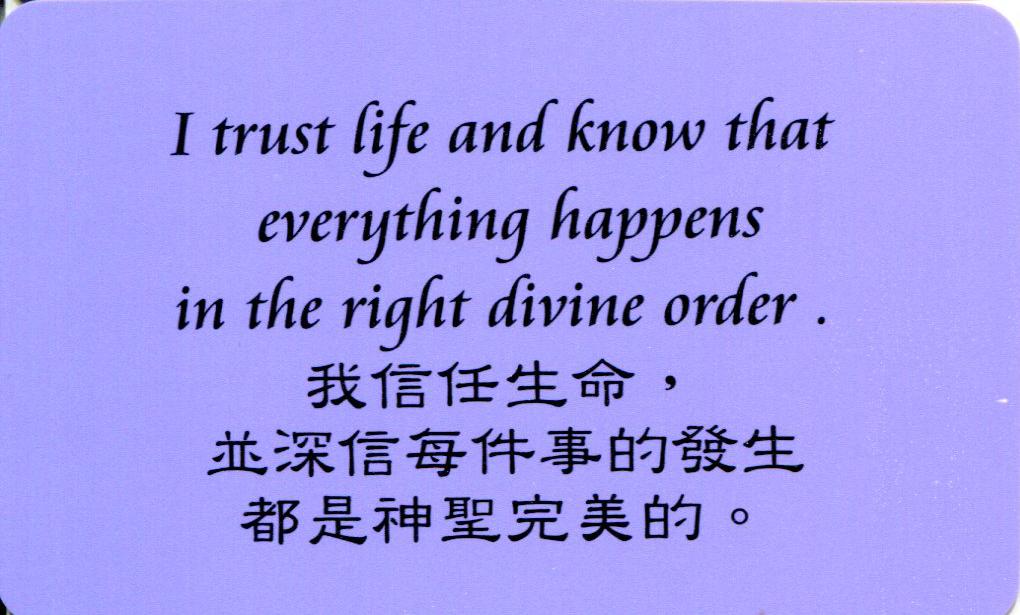 I trust life and know that
everything happens
in the right divine order .
我信任生命，
並深信每件事的發生
都是神聖完美的。